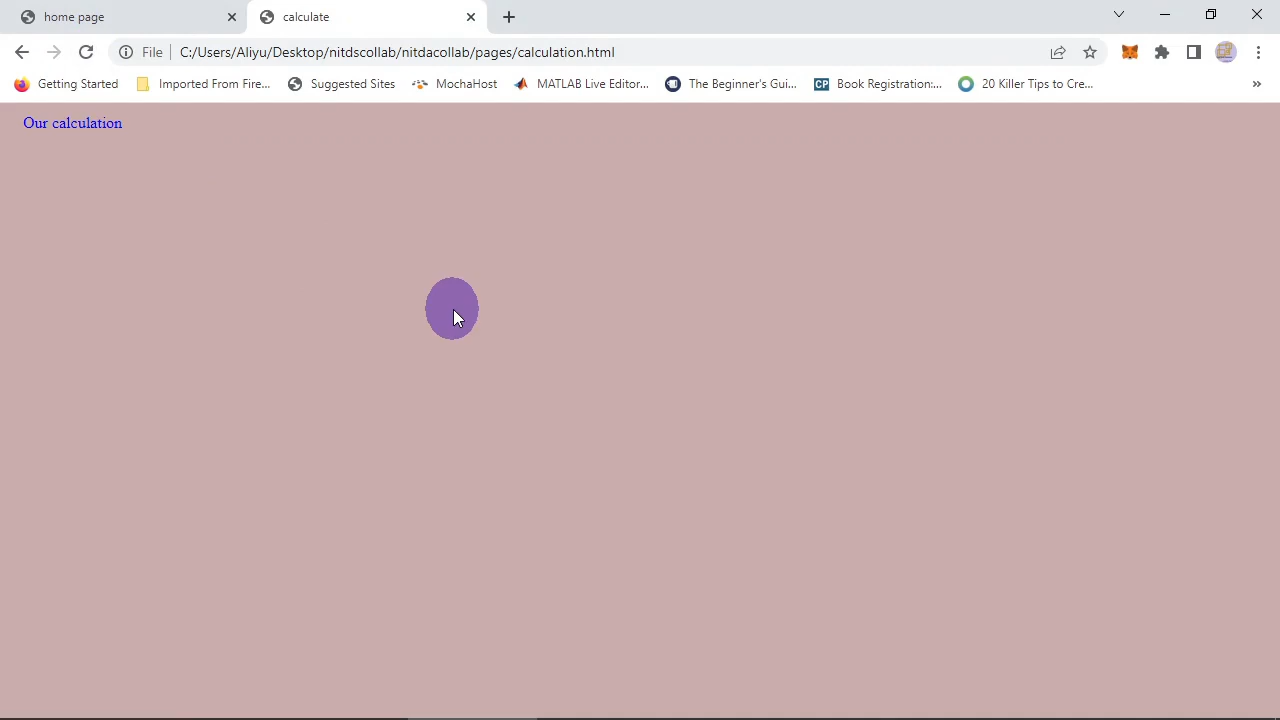 home page
calculate
File
C:/Users/Aliyu/Desktop/nitdscollab/nitdacollab/pages/calculation.html
Getting Started
Imported From Fire...
Suggested Sites
MochaHost
MATLAB Live Editor...
The Beginner's Gui...
CP
Book Registration:...
20 Killer Tips to Cre...
»
Our calculation